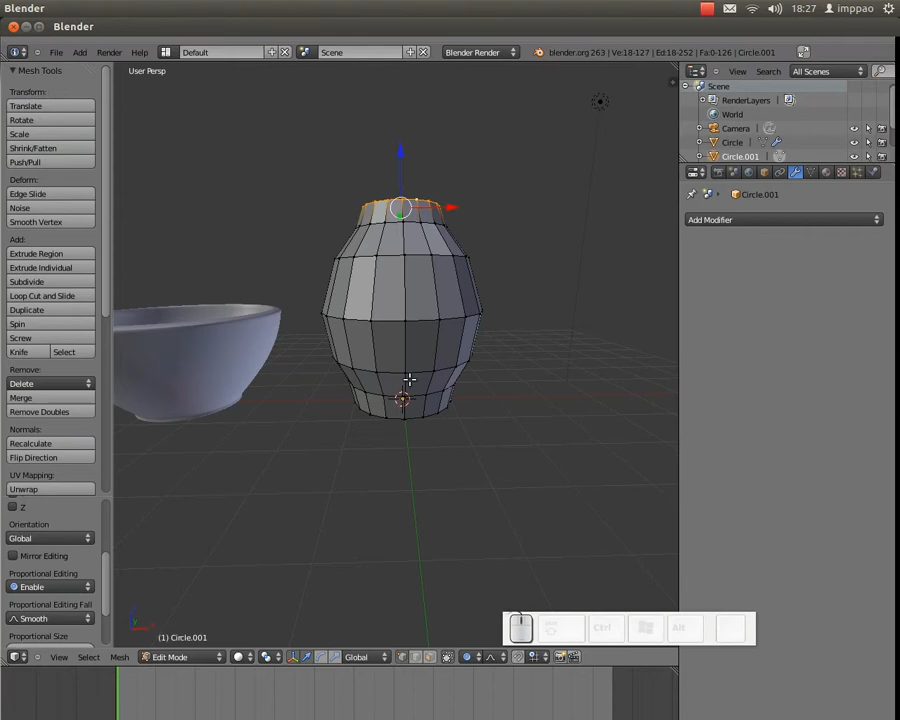 Blender
18:27 imppao
Blender
File Add Render Help Default Scene Blender Render blender.org 263 | Ve:18-127 | Ed:18-252 | Fa:0-126 | Circle.001
Mesh Tools
User Persp
View Search All Scenes
Transform:
Translate
Rotate
Scale
Shrink/Fatten
Push/Pull
Deform:
Edge Slide
Noise
Smooth Vertex
Add:
Extrude Region
Extrude Individual
Subdivide
Loop Cut and Slide
Duplicate
Spin
Screw
Knife Select
Remove:
Delete
Merge
Remove Doubles
Normals:
Recalculate
Flip Direction
UV Mapping:
Unwrap
Z
Orientation
Global
Mirror Editing
Proportional Editing
Enable
Proportional Editing Fall
Smooth
Proportional Size
Scene
RenderLayers
World
Camera
Circle
Circle.001
Circle.001
Add Modifier
Ctrl Alt
(1) Circle.001
View Select Mesh Edit Mode Global